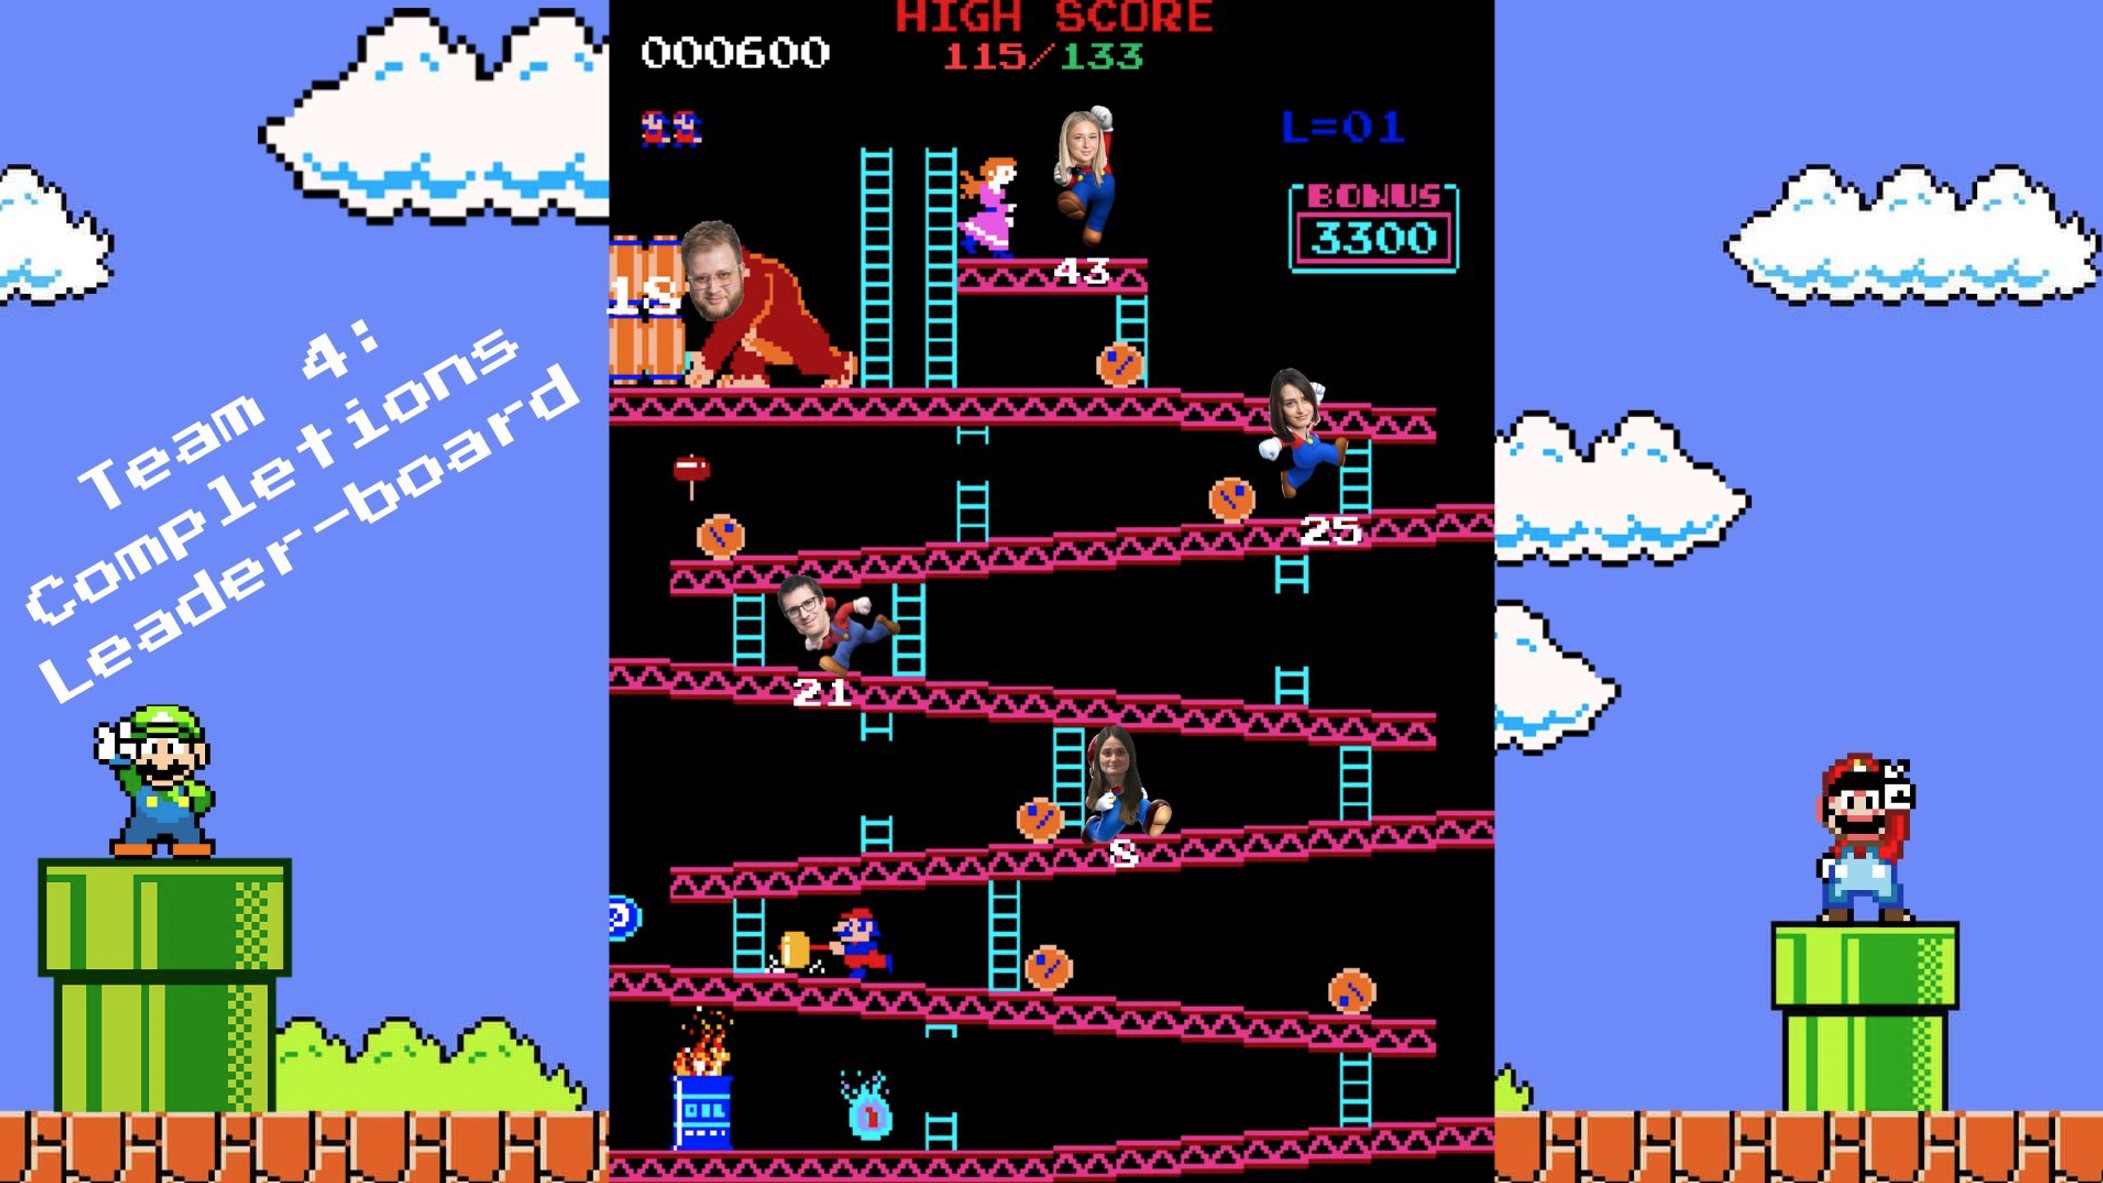 HIGH SCORE
000600
115/133
L=01
BONUS
3300
43
18
Team 4:
Completions
Leader-board
25
21
8
OIL